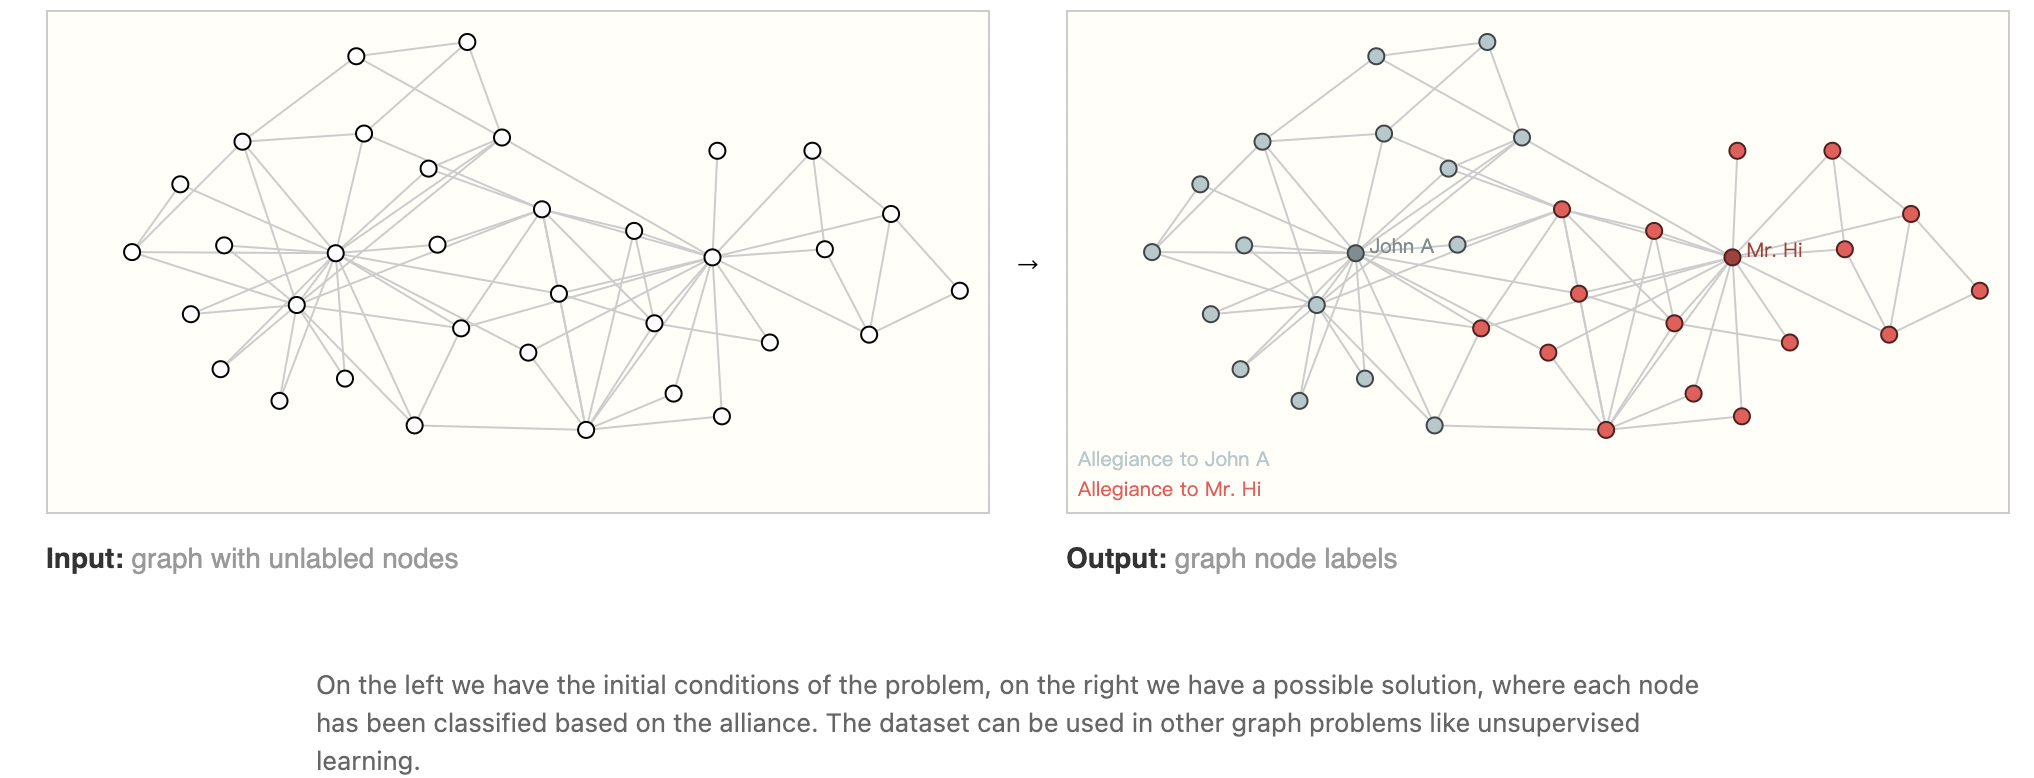 John A
Mr. Hi
→
Allegiance to John A
Allegiance to Mr. Hi
Input: graph with unlabled nodes
Output: graph node labels
On the left we have the initial conditions of the problem, on the right we have a possible solution, where each node
has been classified based on the alliance. The dataset can be used in other graph problems like unsupervised
learning.